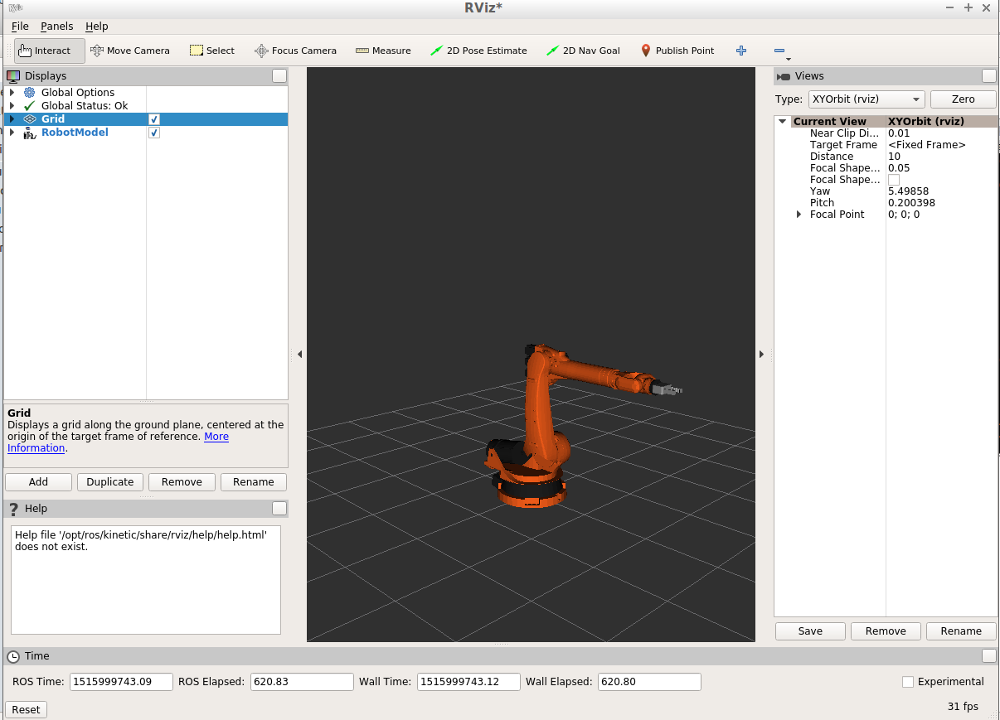 RViz*
File Panels Help
Interact Move Camera Select Focus Camera Measure 2D Pose Estimate 2D Nav Goal Publish Point
Displays
Global Options
Global Status: Ok
Grid
RobotModel
Grid
Displays a grid along the ground plane, centered at the
origin of the target frame of reference. More
Information.
Add Duplicate Remove Rename
Help
Help file '/opt/ros/kinetic/share/rviz/help/help.html'
does not exist.
Views
Type: XYOrbit (rviz) Zero
Current View XYOrbit (rviz)
Near Clip Di... 0.01
Target Frame <Fixed Frame>
Distance 10
Focal Shape... 0.05
Focal Shape...
Yaw 5.49858
Pitch 0.200398
Focal Point 0; 0; 0
Save Remove Rename
Time
ROS Time: 1515999743.09 ROS Elapsed: 620.83 Wall Time: 1515999743.12 Wall Elapsed: 620.80 Experimental
Reset 31 fps